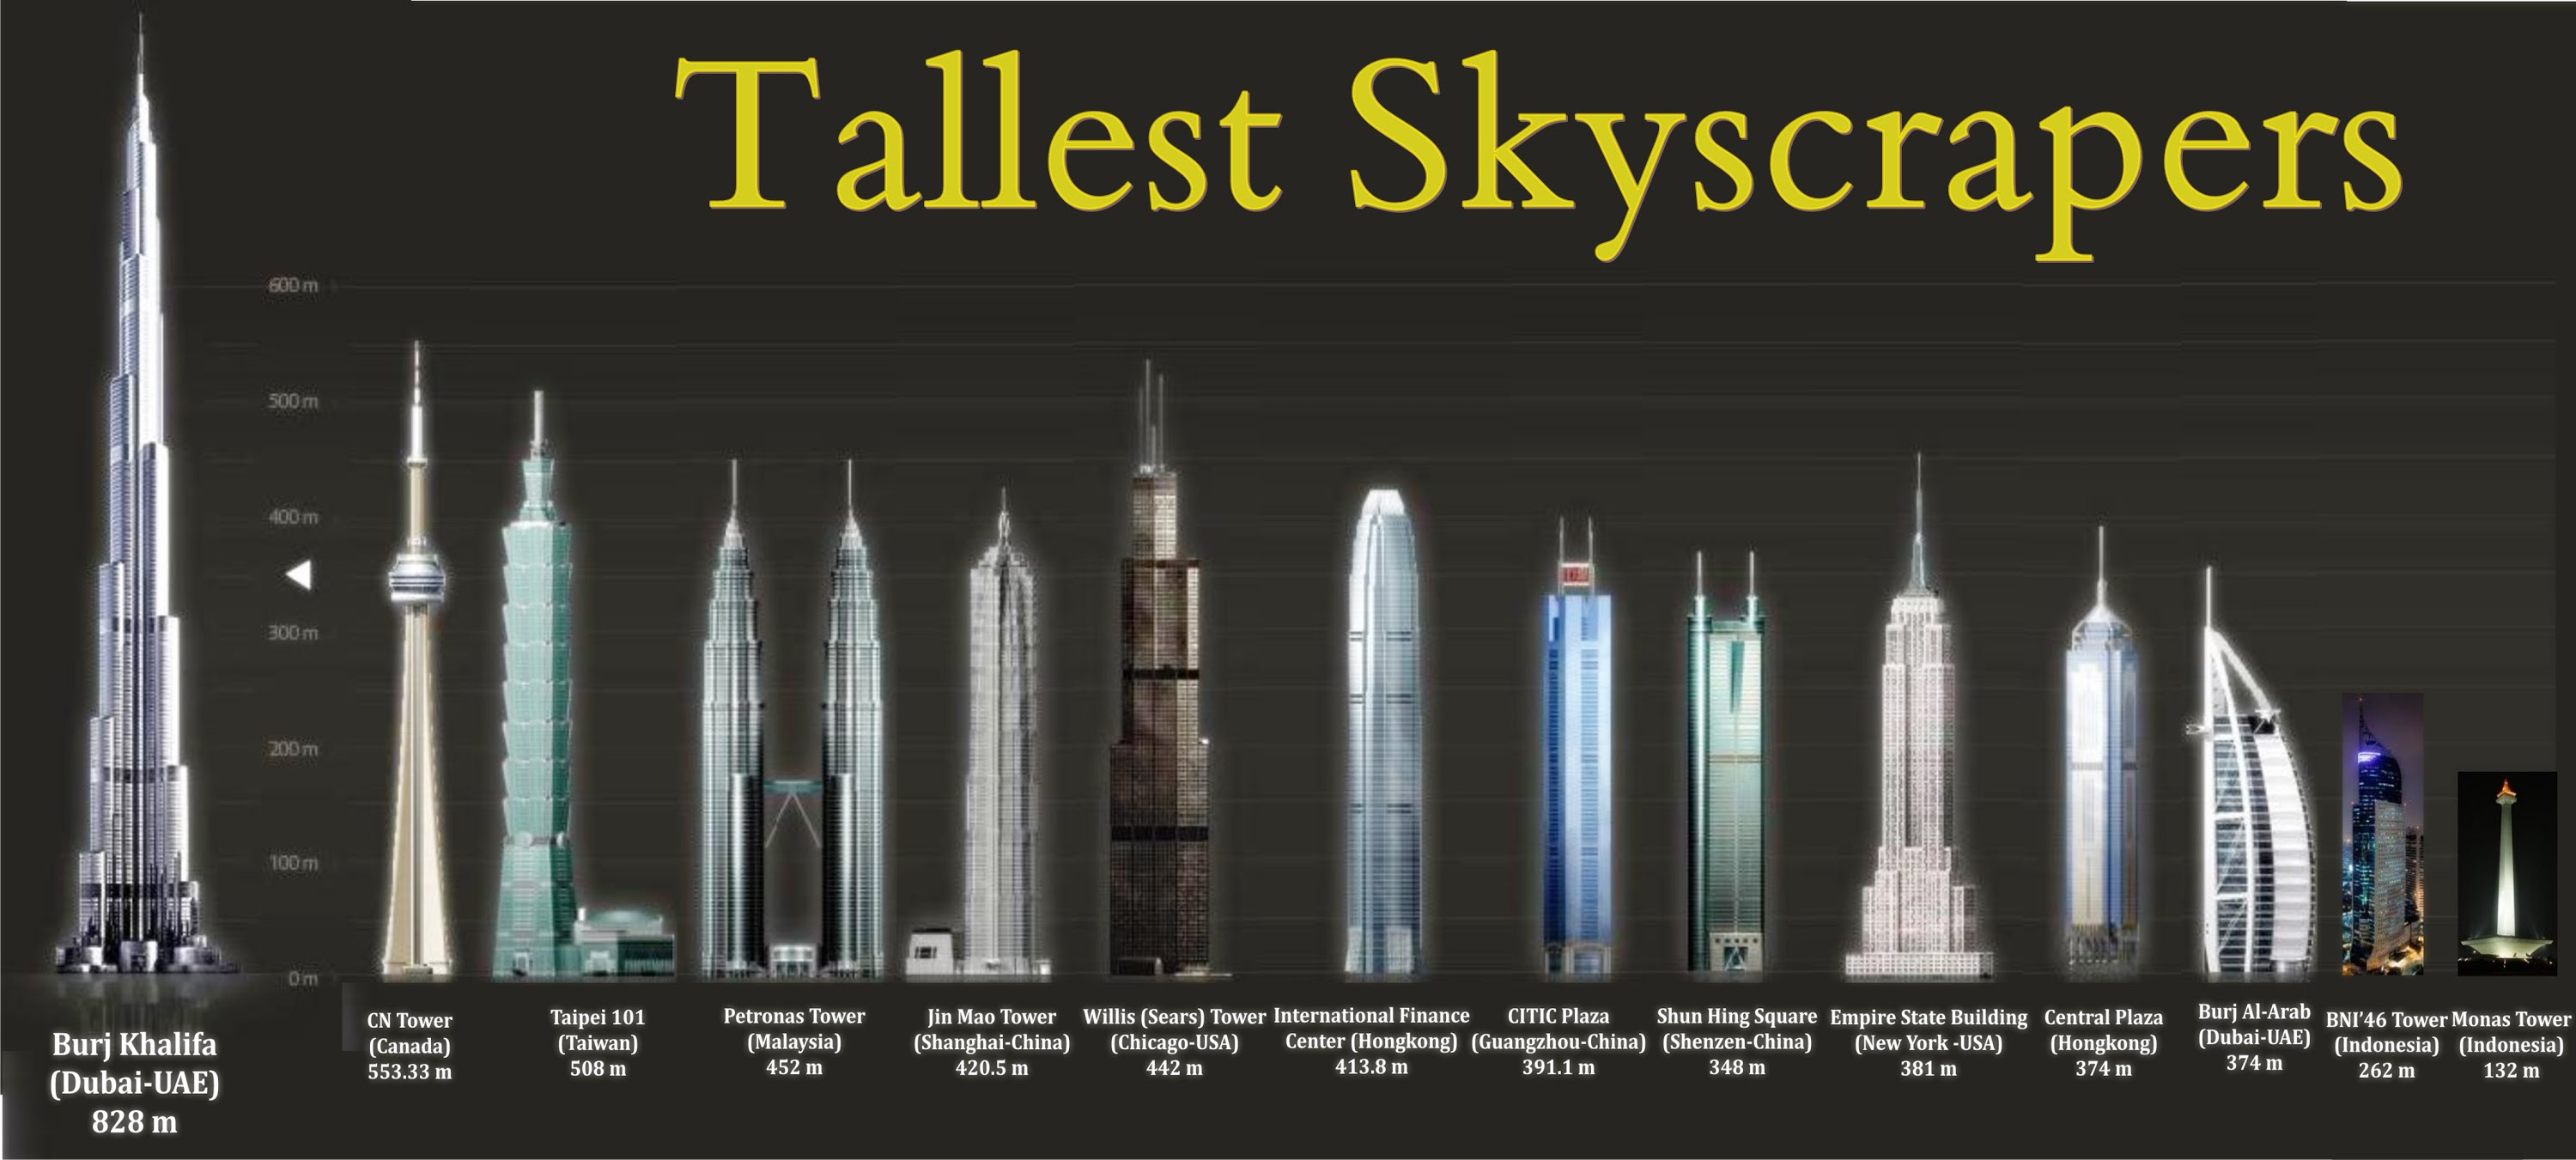 Tallest Skyscrapers
600 m
500 m
400 m
300 m
200 m
100 m
0 m
Burj Khalifa
(Dubai-UAE)
828 m
CN Tower
(Canada)
553.33 m
Taipei 101
(Taiwan)
508 m
Petronas Tower
(Malaysia)
452 m
Jin Mao Tower
(Shanghai-China)
420.5 m
Willis (Sears) Tower
(Chicago-USA)
442 m
International Finance
Center (Hongkong)
413.8 m
CITIC Plaza
(Guangzhou-China)
391.1 m
Shun Hing Square
(Shenzen-China)
348 m
Empire State Building
(New York -USA)
381 m
Central Plaza
(Hongkong)
374 m
Burj Al-Arab
(Dubai-UAE)
374 m
BNI'46 Tower
(Indonesia)
262 m
Monas Tower
(Indonesia)
132 m